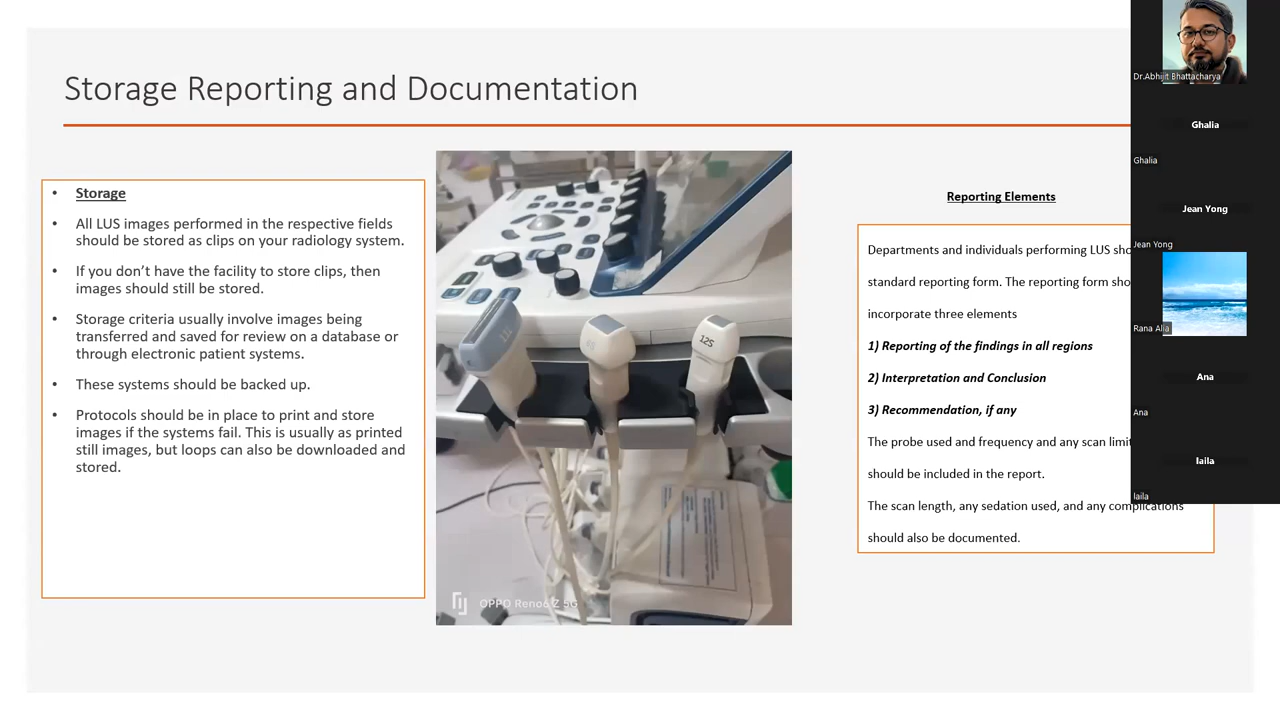 Storage Reporting and Documentation
• Storage
• All LUS images performed in the respective fields
should be stored as clips on your radiology system.
• If you don't have the facility to store clips, then
images should still be stored.
• Storage criteria usually involve images being
transferred and saved for review on a database or
through electronic patient systems.
• These systems should be backed up.
• Protocols should be in place to print and store
images if the systems fail. This is usually as printed
still images, but loops can also be downloaded and
stored.
12S
OPPO Reno6 Z 5G
Reporting Elements
Departments and individuals performing LUS
standard reporting form. The reporting form
incorporate three elements
1) Reporting of the findings in all regions
2) Interpretation and Conclusion
3) Recommendation, if any
The probe used and frequency and any scan
should be included in the report.
The scan length, any sedation used, and any complications
should also be documented.
Dr.Abhijit Bhattacharya
Ghalia
Ghalia
Jean Yong
Jean Yong
Rana Alia
Ana
Ana
laila
laila